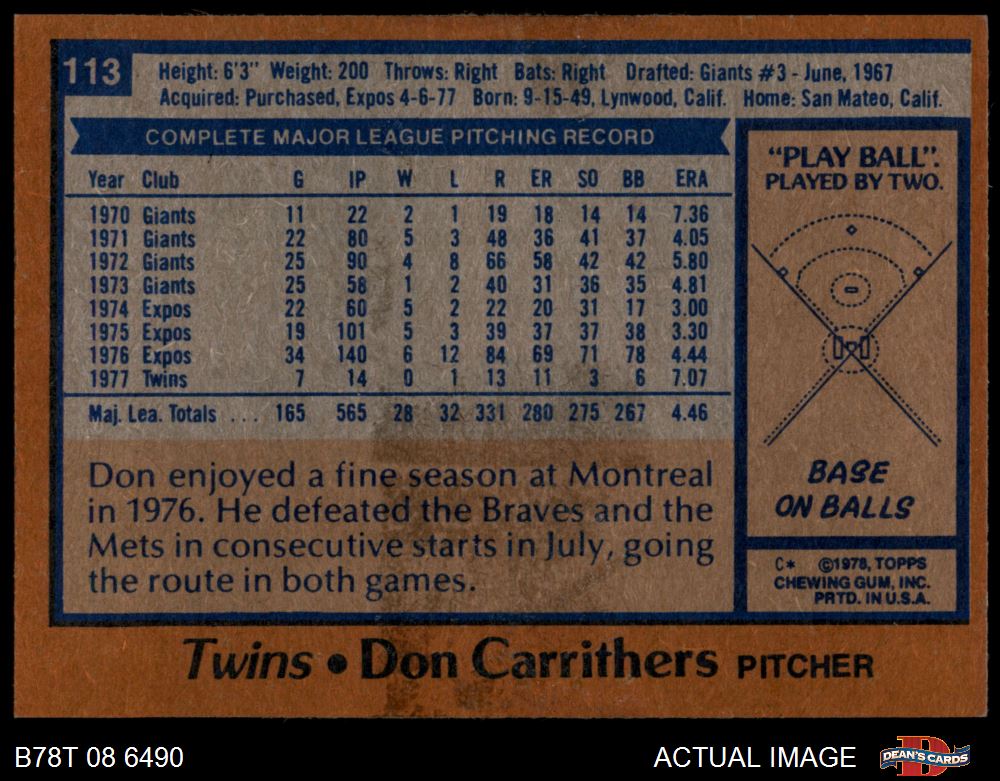 113
Height: 6'3" Weight: 200 Throws: Right Bats: Right Drafted: Giants #3 - June, 1967
Acquired: Purchased, Expos 4-6-77 Born: 9-15-49, Lynwood, Calif. Home: San Mateo, Calif.
COMPLETE MAJOR LEAGUE PITCHING RECORD
Year Club G IP W L R ER SO BB ERA
1970 Giants 11 22 2 1 19 18 14 14 7.36
1971 Giants 22 80 5 3 48 36 41 37 4.05
1972 Giants 25 90 4 8 66 58 42 42 5.80
1973 Giants 25 58 1 2 40 31 36 35 4.81
1974 Expos 22 60 5 2 22 20 31 17 3.00
1975 Expos 19 101 5 3 39 37 37 38 3.30
1976 Expos 34 140 6 12 84 69 71 78 4.44
1977 Twins 7 14 0 1 13 11 3 6 7.07
Maj. Lea. Totals .... 165 565 28 32 331 280 275 267 4.46
Don enjoyed a fine season at Montreal
in 1976. He defeated the Braves and the
Mets in consecutive starts in July, going
the route in both games.
"PLAY BALL".
PLAYED BY TWO.
BASE
ON BALLS
C* ©1978, TOPPS
CHEWING GUM, INC.
PRTD. IN U.S.A.
Twins • Don Carrithers PITCHER
B78T 08 6490
ACTUAL IMAGE
DEAN'S CARDS